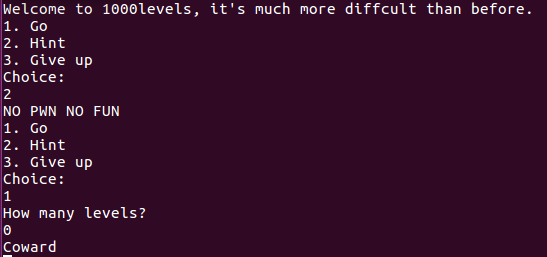 Welcome to 1000levels, it's much more diffcult than before.
1. Go
2. Hint
3. Give up
Choice:
2
NO PWN NO FUN
1. Go
2. Hint
3. Give up
Choice:
1
How many levels?
0
Coward